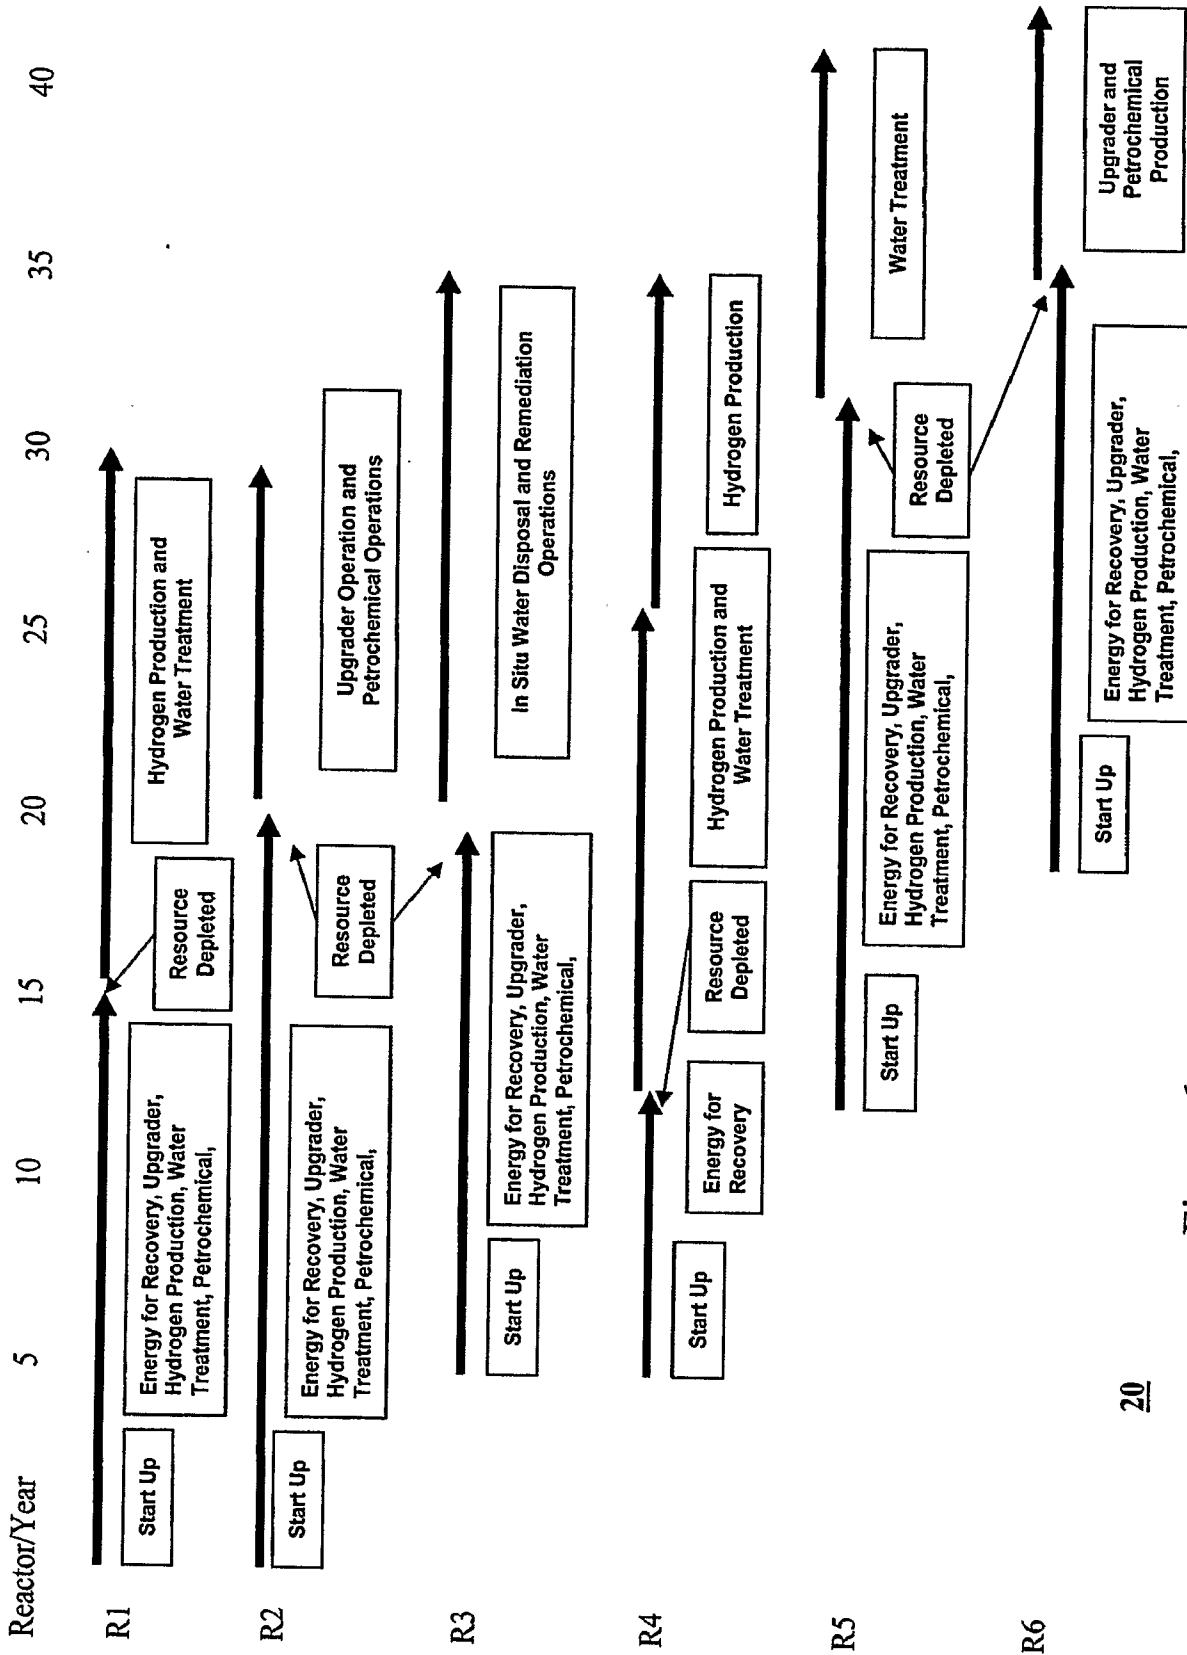 Reactor/Year 5 10 15 20 25 30 35 40
R1
Start Up
Energy for Recovery, Upgrader,
Hydrogen Production, Water
Treatment, Petrochemical,
Resource
Depleted
Hydrogen Production and
Water Treatment
R2
Start Up
Energy for Recovery, Upgrader,
Hydrogen Production, Water
Treatment, Petrochemical,
Resource
Depleted
Upgrader Operation and
Petrochemical Operations
R3
Start Up
Energy for Recovery, Upgrader,
Hydrogen Production, Water
Treatment, Petrochemical,
In Situ Water Disposal and Remediation
Operations
R4
Start Up
Energy for
Recovery
Resource
Depleted
Hydrogen Production and
Water Treatment
Hydrogen Production
R5
Start Up
Energy for Recovery, Upgrader,
Hydrogen Production, Water
Treatment, Petrochemical,
Resource
Depleted
Water Treatment
R6
Start Up
Energy for Recovery, Upgrader,
Hydrogen Production, Water
Treatment, Petrochemical,
Upgrader and
Petrochemical
Production
20